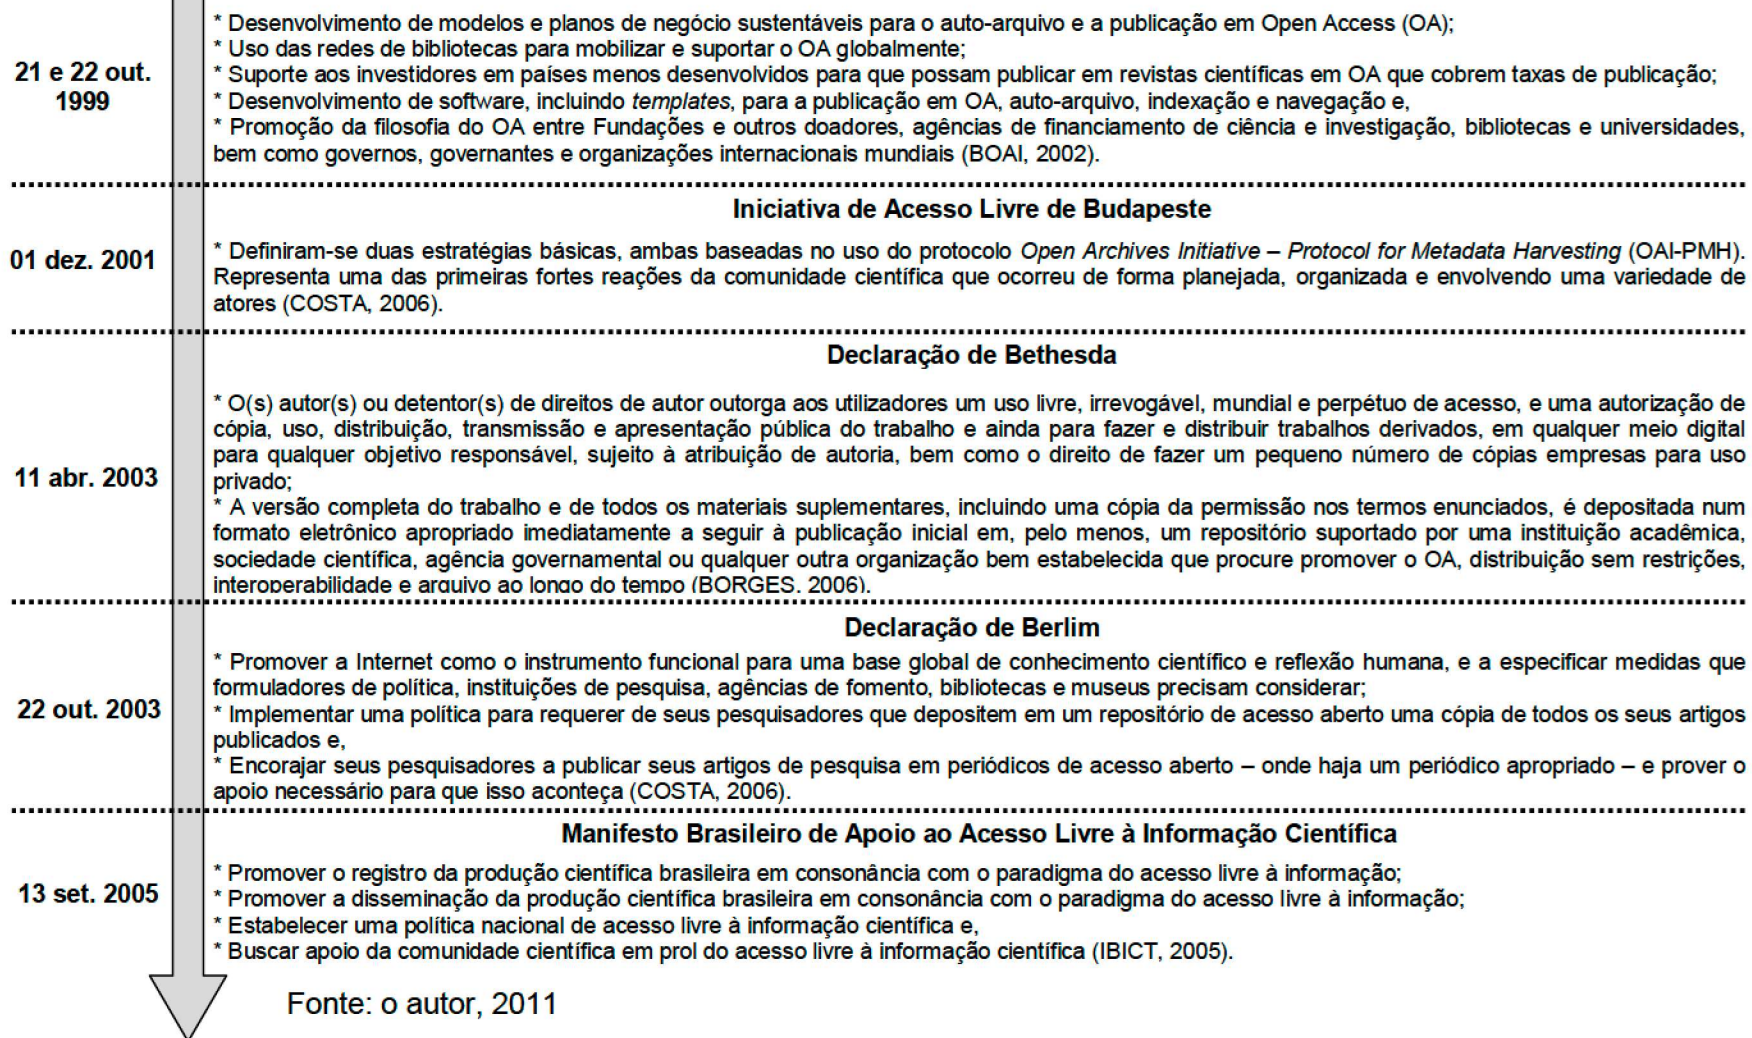 * Desenvolvimento de modelos e planos de negócio sustentáveis para o auto-arquivo e a publicação em Open Access (OA);
* Uso das redes de bibliotecas para mobilizar e suportar o OA globalmente;
21 e 22 out.
1999
* Suporte aos investidores em países menos desenvolvidos para que possam publicar em revistas científicas em OA que cobrem taxas de publicação;
* Desenvolvimento de software, incluindo templates, para a publicação em OA, auto-arquivo, indexação e navegação e,
* Promoção da filosofia do OA entre Fundações e outros doadores, agências de financiamento de ciência e investigação, bibliotecas e universidades,
bem como governos, governantes e organizações internacionais mundiais (BOAI, 2002).
Iniciativa de Acesso Livre de Budapeste
01 dez. 2001
* Definiram-se duas estratégias básicas, ambas baseadas no uso do protocolo Open Archives Initiative – Protocol for Metadata Harvesting (OAI-PMH).
Representa uma das primeiras fortes reações da comunidade científica que ocorreu de forma planejada, organizada e envolvendo uma variedade de
atores (COSTA, 2006).
Declaração de Bethesda
11 abr. 2003
* O(s) autor(s) ou detentor(s) de direitos de autor outorga aos utilizadores um uso livre, irrevogável, mundial e perpétuo de acesso, e uma autorização de
cópia, uso, distribuição, transmissão e apresentação pública do trabalho e ainda para fazer e distribuir trabalhos derivados, em qualquer meio digital
para qualquer objetivo responsável, sujeito à atribuição de autoria, bem como o direito de fazer um pequeno número de cópias empresas para uso
privado;
* A versão completa do trabalho e de todos os materiais suplementares, incluindo uma cópia da permissão nos termos enunciados, é depositada num
formato eletrônico apropriado imediatamente a seguir à publicação inicial em, pelo menos, um repositório suportado por uma instituição acadêmica,
sociedade científica, agência governamental ou qualquer outra organização bem estabelecida que procure promover o OA, distribuição sem restrições,
interoperabilidade e arquivo ao longo do tempo (BORGES, 2006).
Declaração de Berlim
22 out. 2003
* Promover a Internet como o instrumento funcional para uma base global de conhecimento científico e reflexão humana, e a especificar medidas que
formuladores de política, instituições de pesquisa, agências de fomento, bibliotecas e museus precisam considerar;
* Implementar uma política para requerer de seus pesquisadores que depositem em um repositório de acesso aberto uma cópia de todos os seus artigos
publicados e,
* Encorajar seus pesquisadores a publicar seus artigos de pesquisa em periódicos de acesso aberto – onde haja um periódico apropriado – e prover o
apoio necessário para que isso aconteça (COSTA, 2006).
Manifesto Brasileiro de Apoio ao Acesso Livre à Informação Científica
13 set. 2005
* Promover o registro da produção científica brasileira em consonância com o paradigma do acesso livre à informação;
* Promover a disseminação da produção científica brasileira em consonância com o paradigma do acesso livre à informação;
* Estabelecer uma política nacional de acesso livre à informação científica e,
* Buscar apoio da comunidade científica em prol do acesso livre à informação científica (IBICT, 2005).
Fonte: o autor, 2011